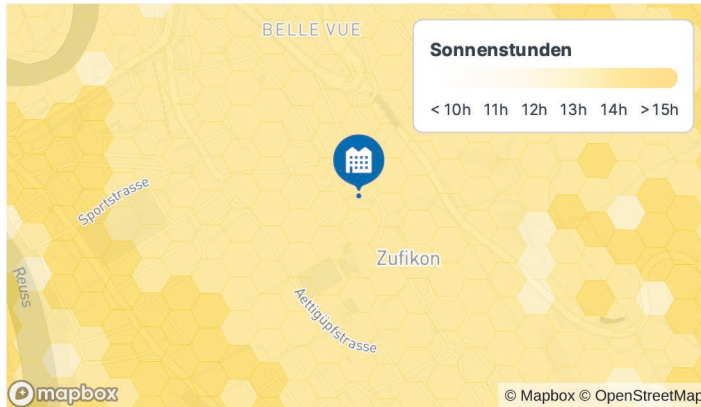 BELLE VUE
Sonnenstunden
< 10h 11h 12h 13h 14h > 15h
Sportstrasse
Zufikon
Reuss
Aettigüpfstrasse
mapbox
© Mapbox © OpenStreetMap